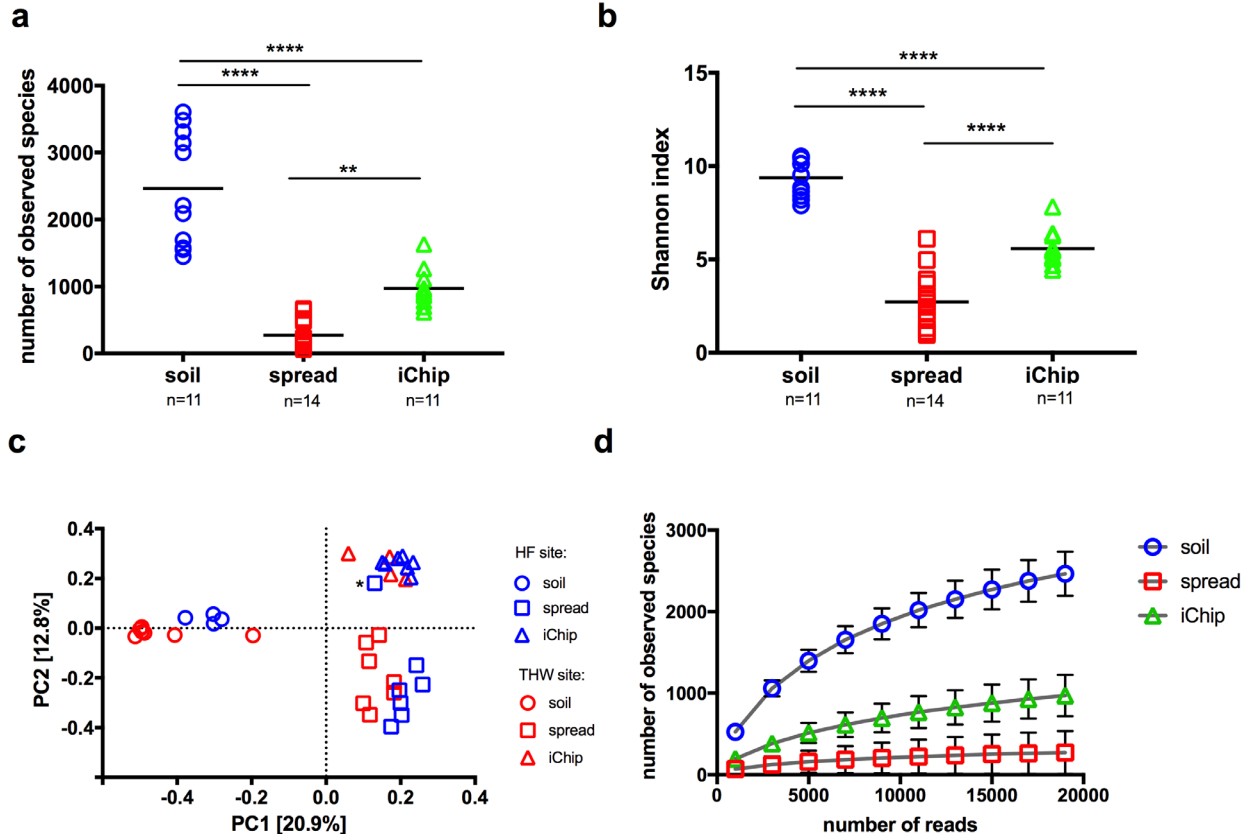 a
number of observed species
4000
3000
2000
1000
0
****
****
**
soil
spread
iChip
n=11
n=14
n=11
b
Shannon index
15
10
5
0
****
****
****
soil
spread
iChip
n=11
n=14
n=11
c
PC2 [12.8%]
0.4
0.2
0.0
-0.2
-0.4
*
-0.4
-0.2
0.0
0.2
0.4
PC1 [20.9%]
HF site:
soil
spread
iChip
THW site:
soil
spread
iChip
d
number of observed species
3000
2000
1000
0
0
5000
10000
15000
20000
number of reads
soil
spread
iChip